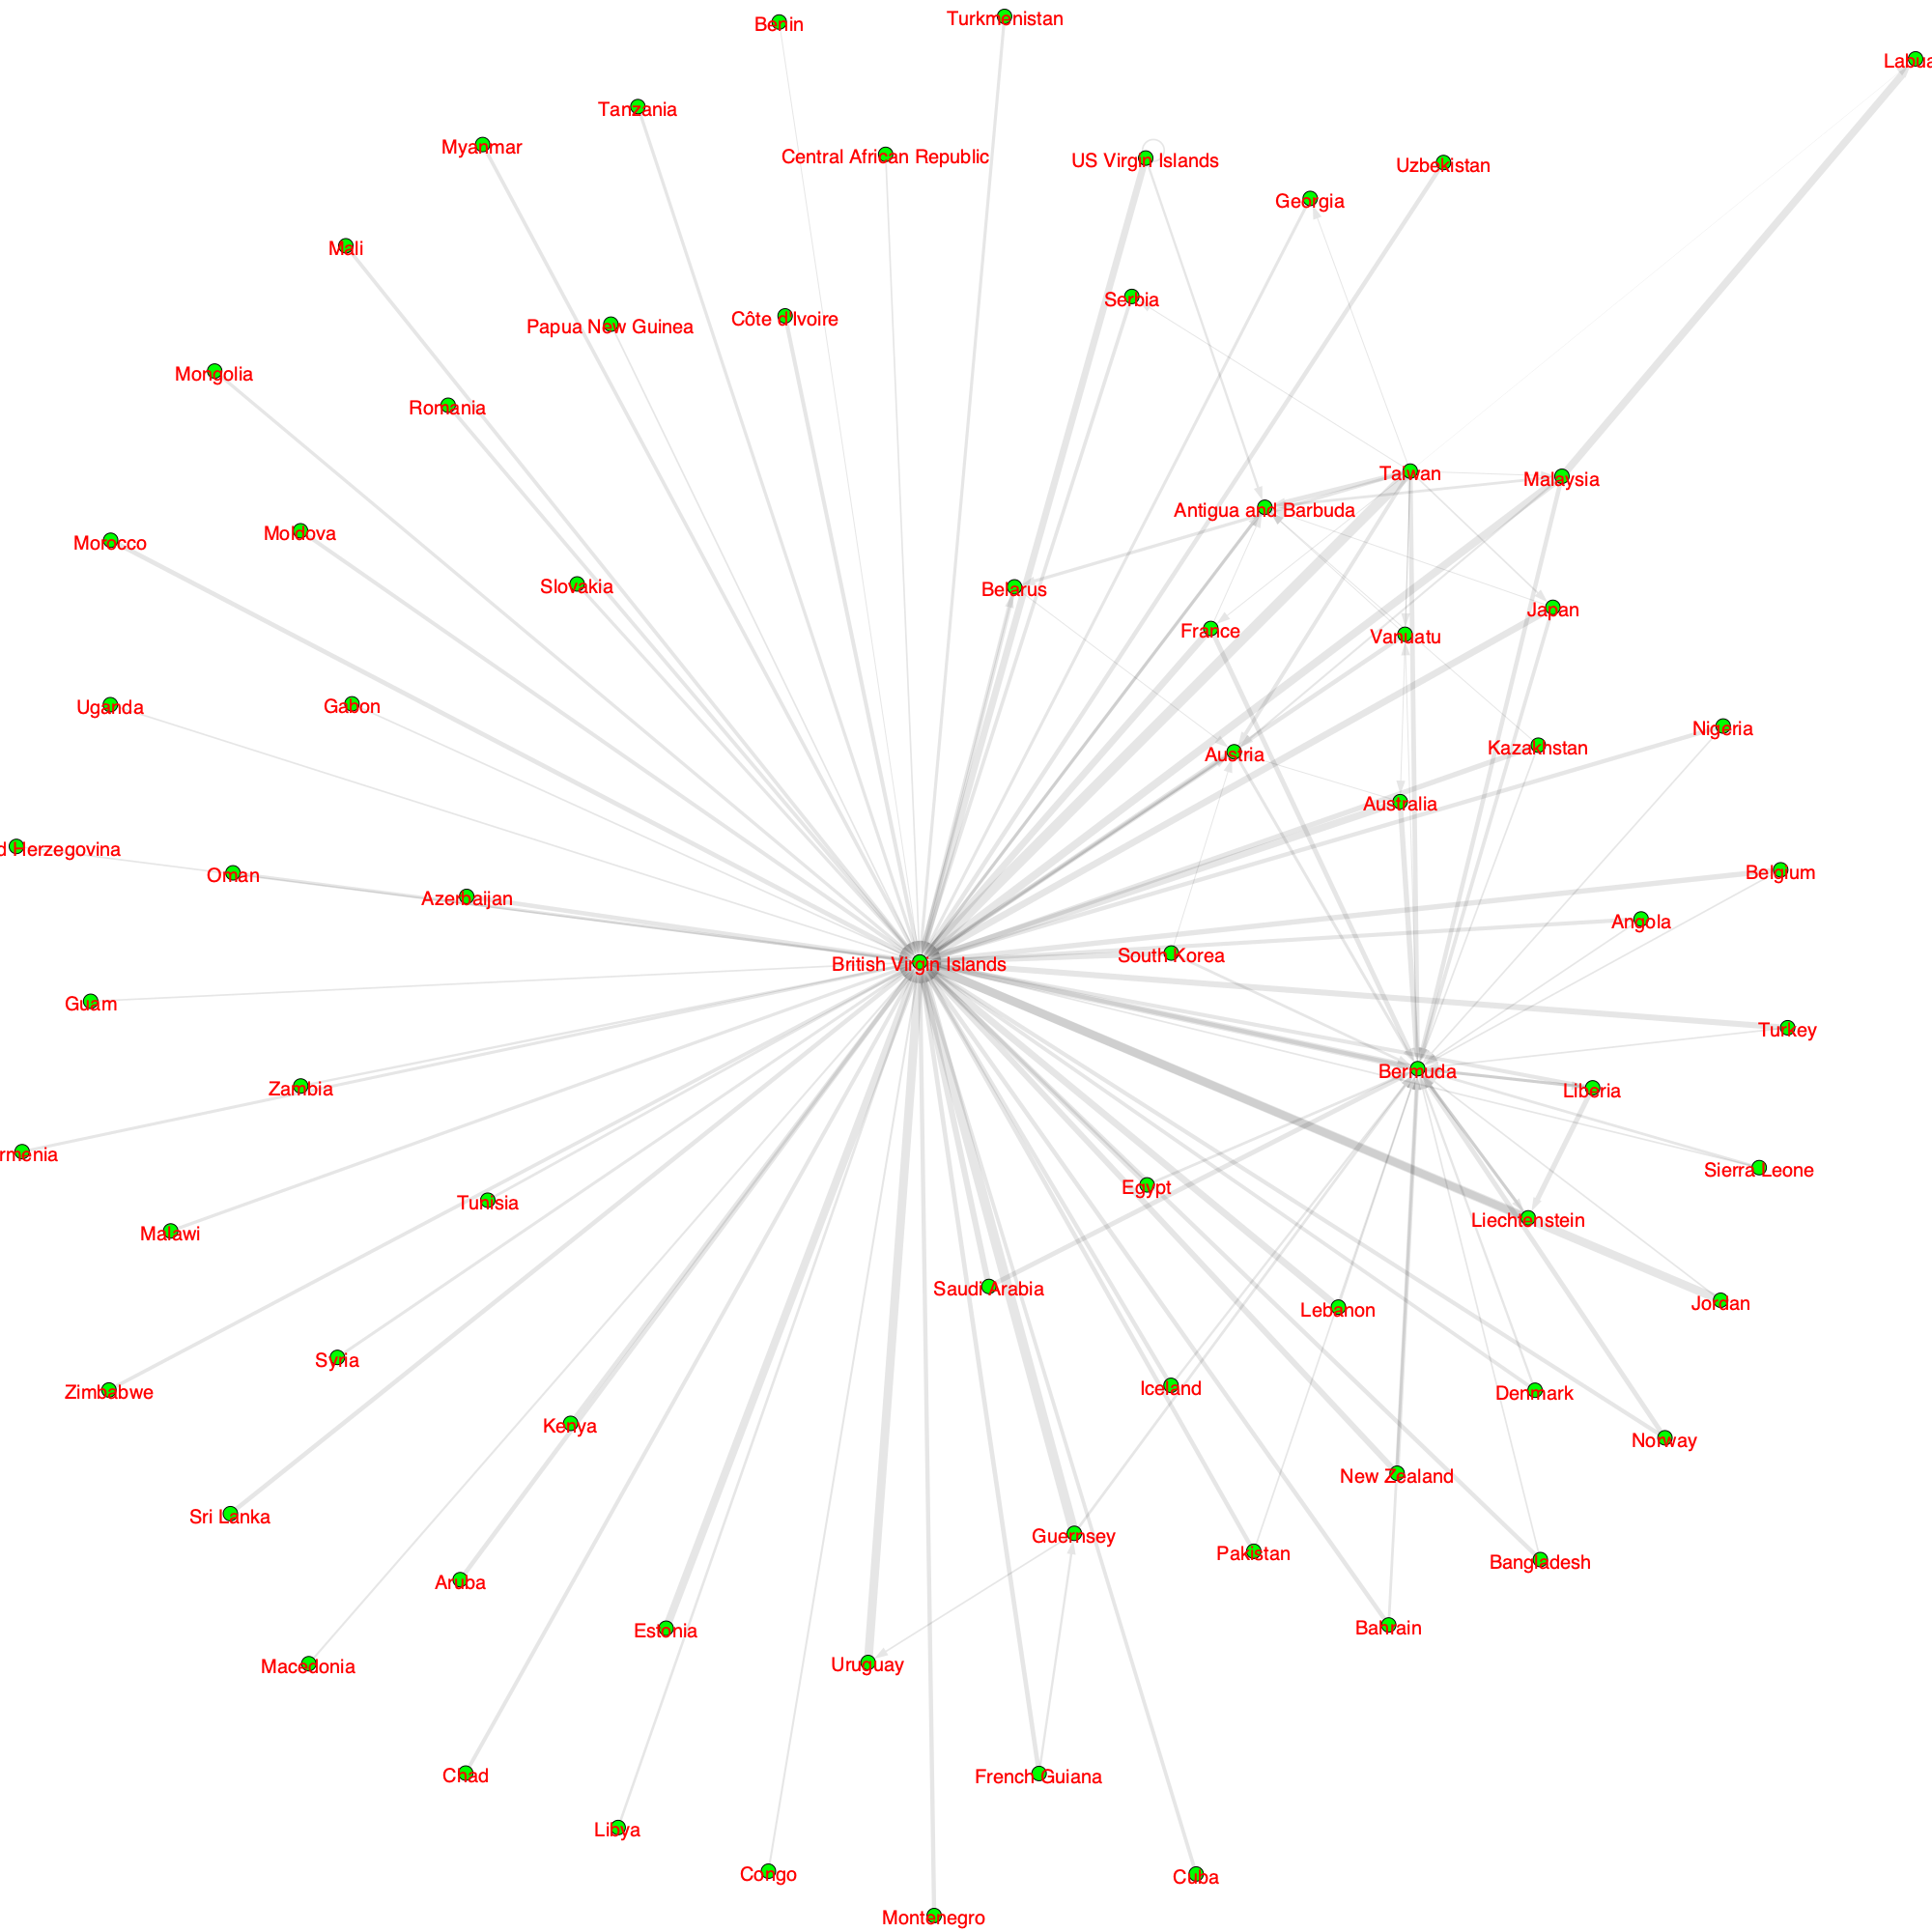 Turkmenistan
Benin
Labua
Tanzania
Myanmar
Central African Republic
US Virgin Islands
Uzbekistan
Georgia
Mali
Serbia
Papua New Guinea
Côte d'Ivoire
Mongolia
Romania
Taiwan
Malaysia
Antigua and Barbuda
Moldova
Morocco
Slovakia
Belarus
Japan
France
Vanuatu
Uganda
Gabon
Nigeria
Kazakhstan
Austria
Australia
d Herzegovina
Oman
Belgium
Azerbaijan
Angola
South Korea
British Virgin Islands
Guam
Turkey
Bermuda
Zambia
Liberia
rmenia
Sierra Leone
Egypt
Tunisia
Liechtenstein
Malawi
Saudi Arabia
Jordan
Lebanon
Syria
Iceland
Zimbabwe
Denmark
Kenya
Norway
New Zealand
Sri Lanka
Guernsey
Pakistan
Bangladesh
Aruba
Bahrain
Estonia
Uruguay
Macedonia
Chad
French Guiana
Libya
Congo
Cuba
Montenegro